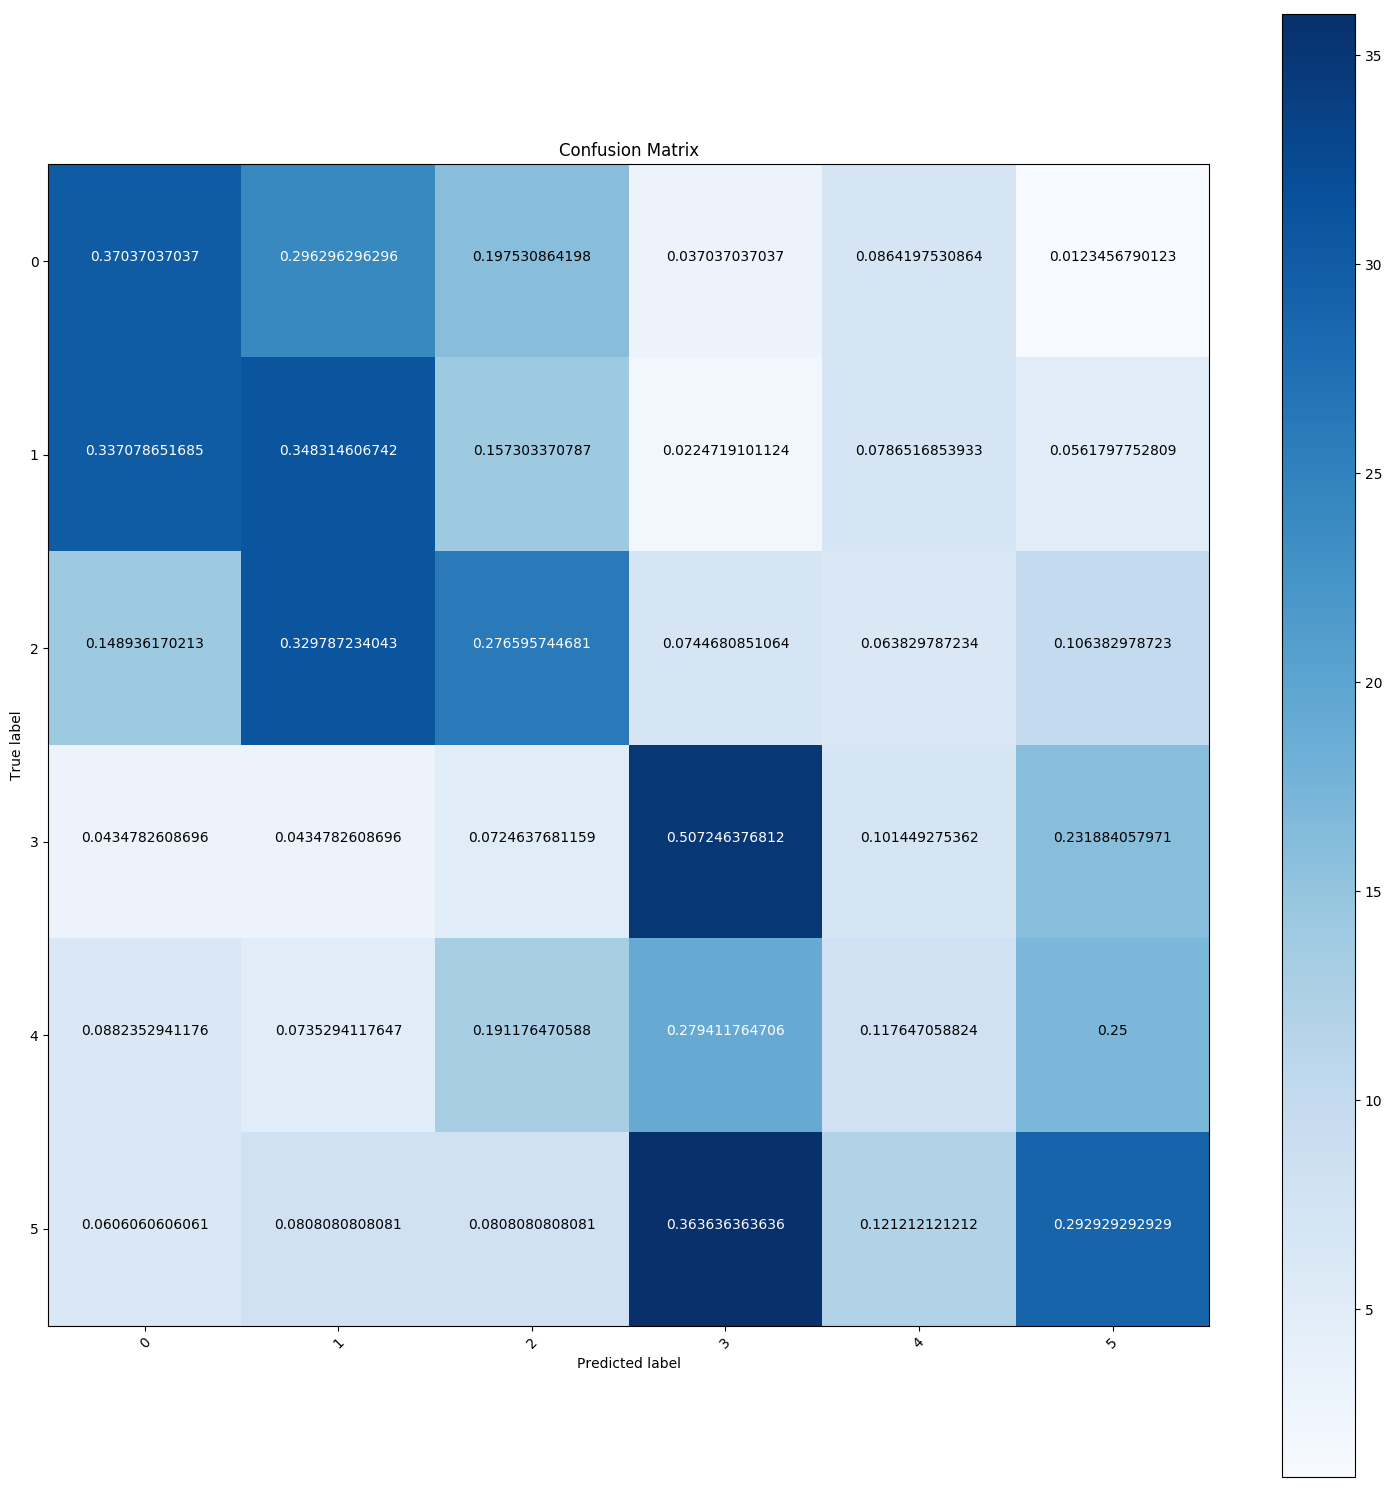 Confusion Matrix
0 0.37037037037 0.296296296296 0.197530864198 0.037037037037 0.0864197530864 0.0123456790123
1 0.337078651685 0.348314606742 0.157303370787 0.0224719101124 0.0786516853933 0.0561797752809
2 0.148936170213 0.329787234043 0.276595744681 0.0744680851064 0.063829787234 0.106382978723
True label
3 0.0434782608696 0.0434782608696 0.0724637681159 0.507246376812 0.101449275362 0.231884057971
4 0.0882352941176 0.0735294117647 0.191176470588 0.279411764706 0.117647058824 0.25
5 0.0606060606061 0.0808080808081 0.0808080808081 0.363636363636 0.121212121212 0.292929292929
0 1 2 3 4 5
Predicted label
35
30
25
20
15
10
5